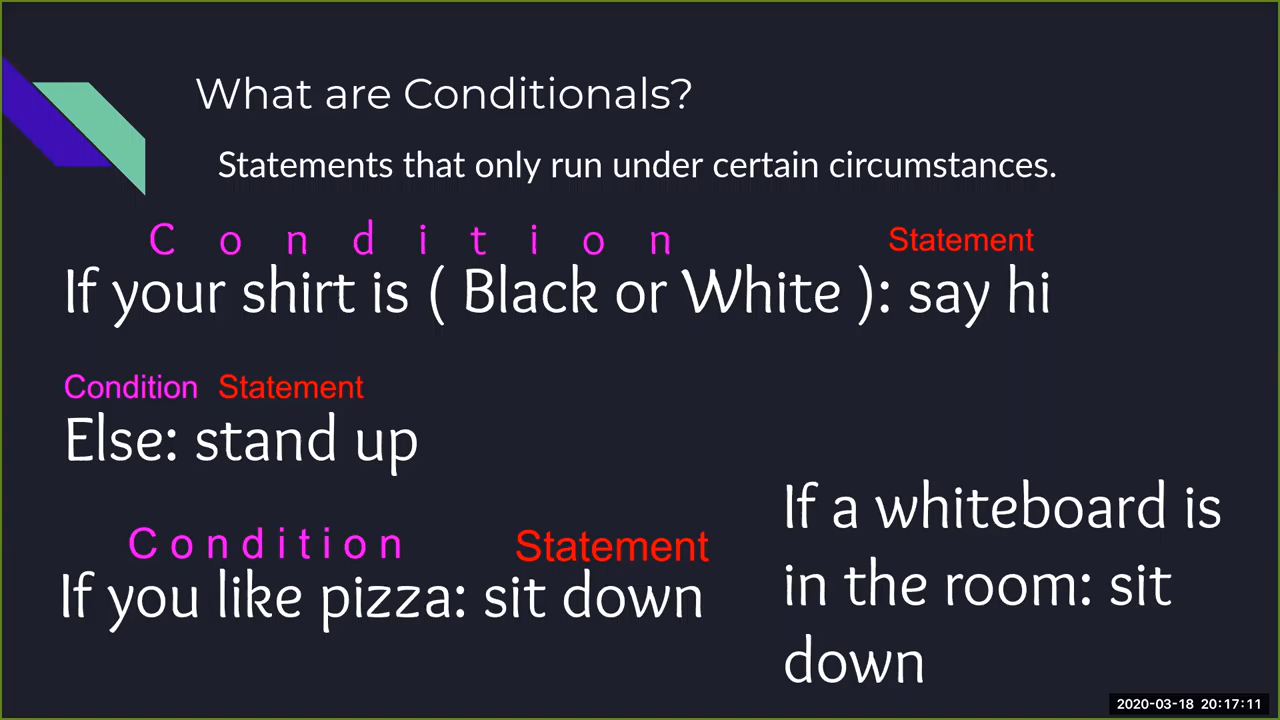 What are Conditionals?
Statements that only run under certain circumstances.
C o n d i t i o n Statement
If your shirt is ( Black or White ): say hi
Condition Statement
Else: stand up
C o n d i t i o n Statement
If you like pizza: sit down
If a whiteboard is
in the room: sit
down
2020-03-18 20:17:11